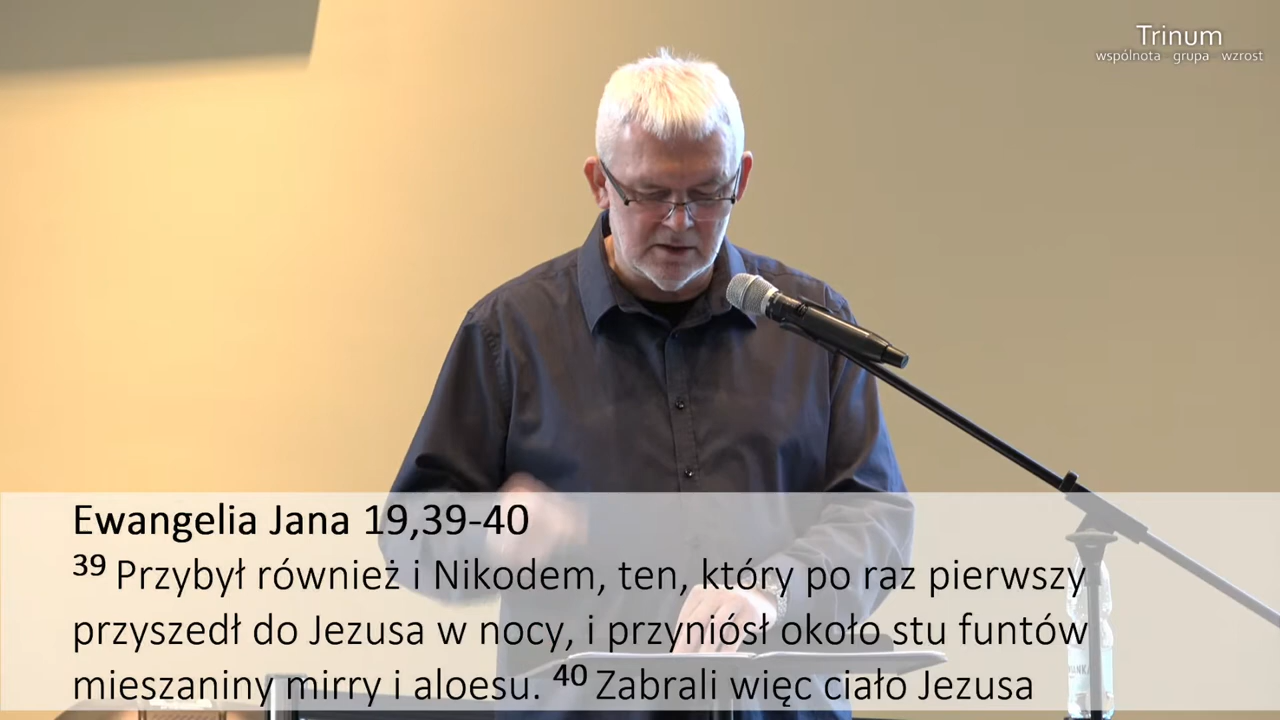 Trinum
wspólnota grupa wzrost
Ewangelia Jana 19,39-40
39 Przybył również i Nikodem, ten, który po raz pierwszy
przyszedł do Jezusa w nocy, i przyniósł około stu funtów
mieszaniny mirry i aloesu. 40 Zabrali więc ciało Jezusa